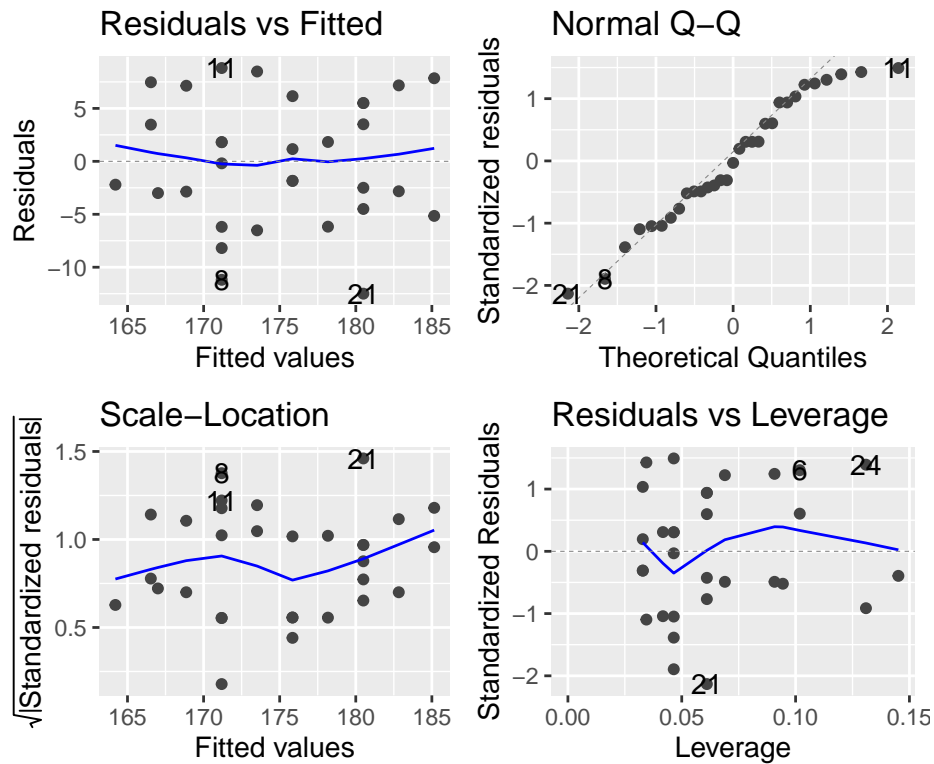 Residuals vs Fitted
Residuals
5
0
−5
−10
11
8
21
165 170 175 180 185
Fitted values
Normal Q−Q
Standardized residuals
1
0
−1
−2
11
8
21
−2 −1 0 1 2
Theoretical Quantiles
Scale−Location
√|Standardized residuals|
1.5
1.0
0.5
21
8
11
165 170 175 180 185
Fitted values
Residuals vs Leverage
Standardized Residuals
1
0
−1
−2
6
24
21
0.00 0.05 0.10 0.15
Leverage